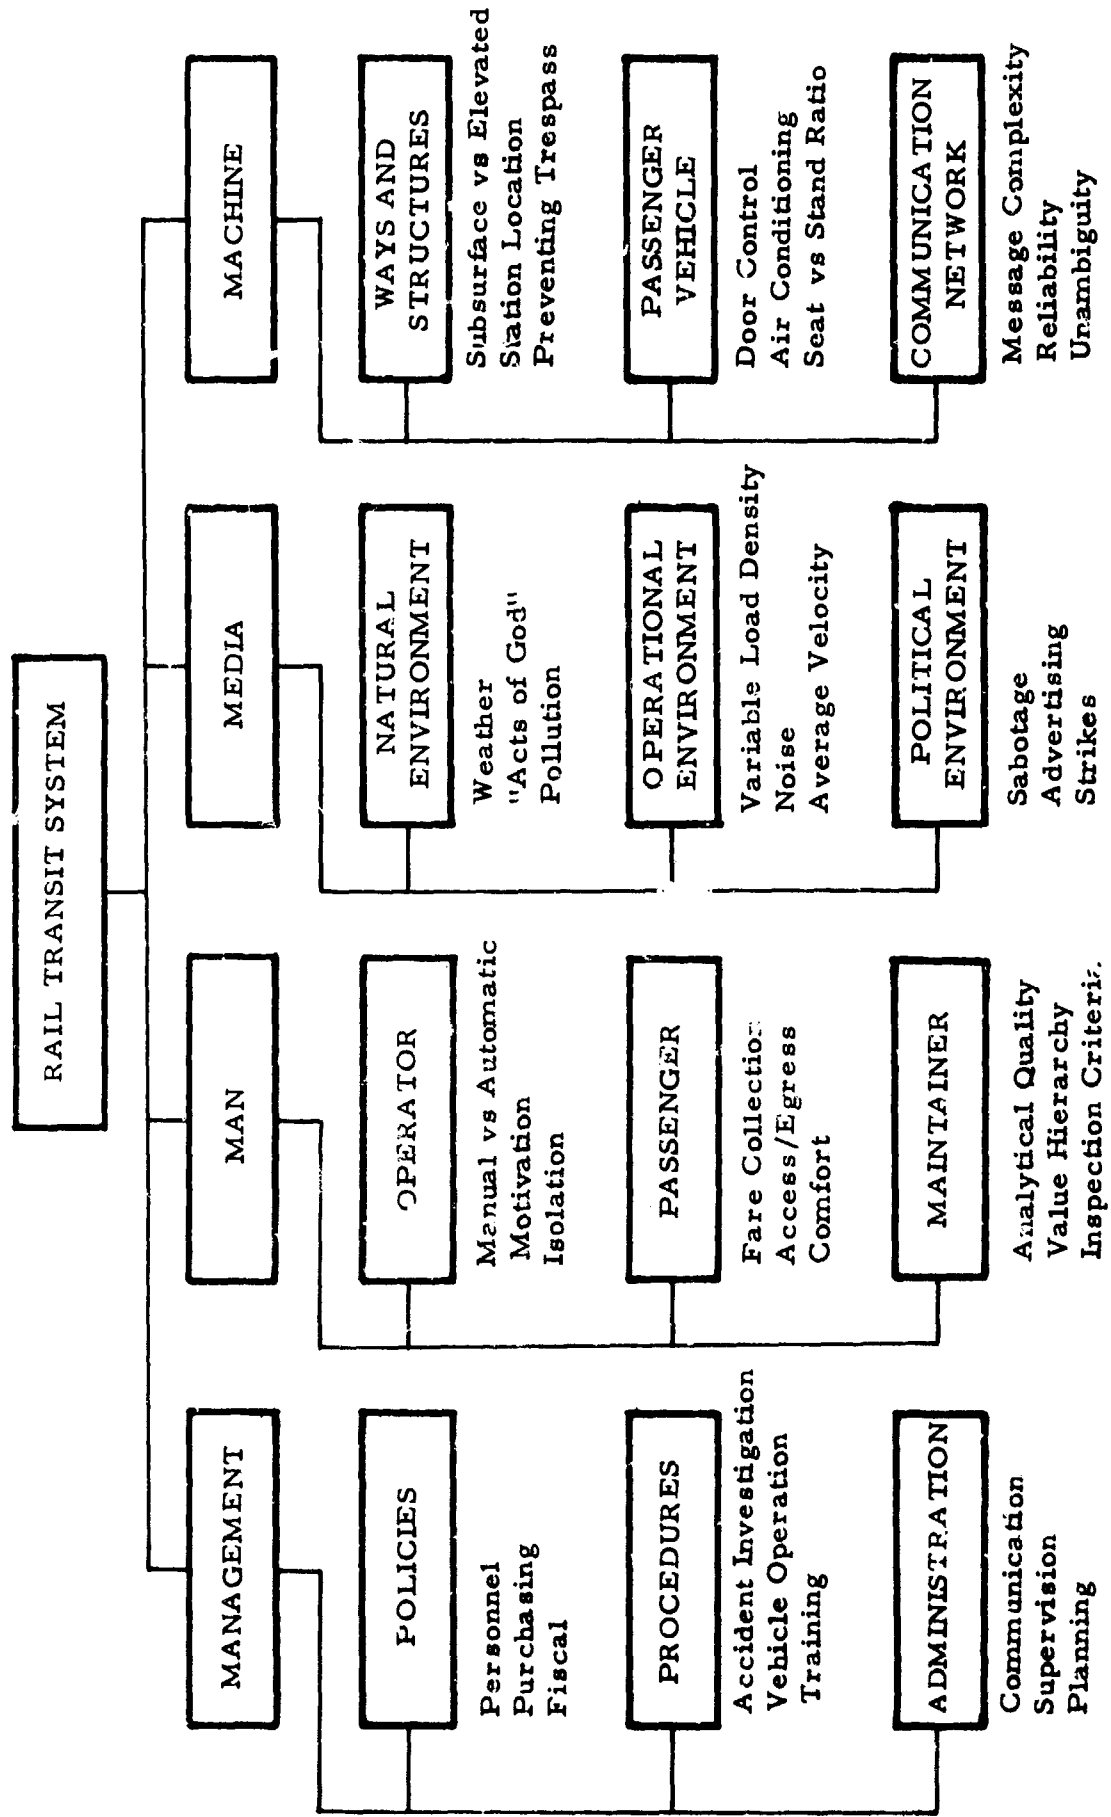 RAIL TRANSIT SYSTEM
MANAGEMENT
POLICIES
Personnel
Purchasing
Fiscal
PROCEDURES
Accident Investigation
Vehicle Operation
Training
ADMINISTRATION
Communication
Supervision
Planning
MAN
OPERATOR
Manual vs Automatic
Motivation
Isolation
PASSENGER
Fare Collection
Access/Egress
Comfort
MAINTAINER
Analytical Quality
Value Hierarchy
Inspection Criteria
MEDIA
NATURAL
ENVIRONMENT
Weather
"Acts of God"
Pollution
OPERATIONAL
ENVIRONMENT
Variable Load Density
Noise
Average Velocity
POLITICAL
ENVIRONMENT
Sabotage
Advertising
Strikes
MACHINE
WAYS AND
STRUCTURES
Subsurface vs Elevated
Station Location
Preventing Trespass
PASSENGER
VEHICLE
Door Control
Air Conditioning
Seat vs Stand Ratio
COMMUNICATION
NETWORK
Message Complexity
Reliability
Unambiguity